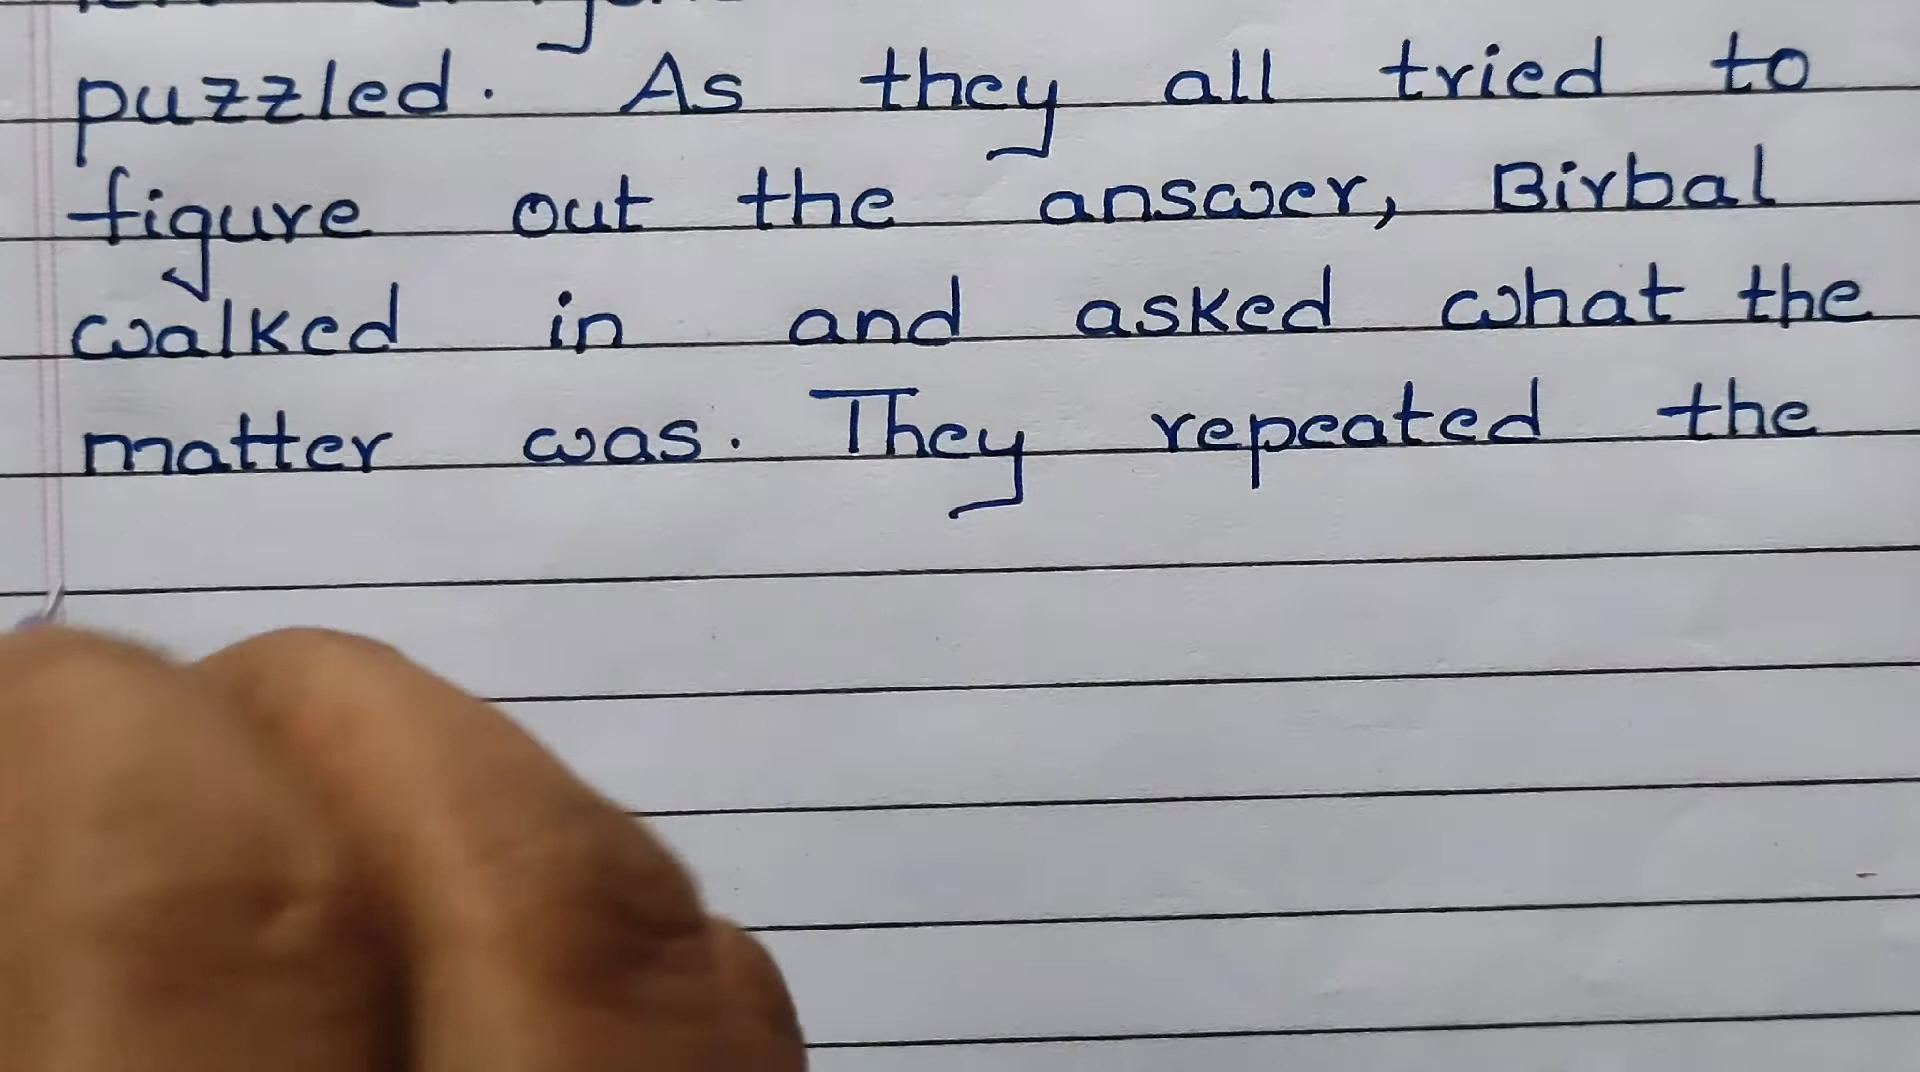 puzzled. As they all tried to
figure out the answer, Birbal
walked in and asked what the
matter was. They repeated the